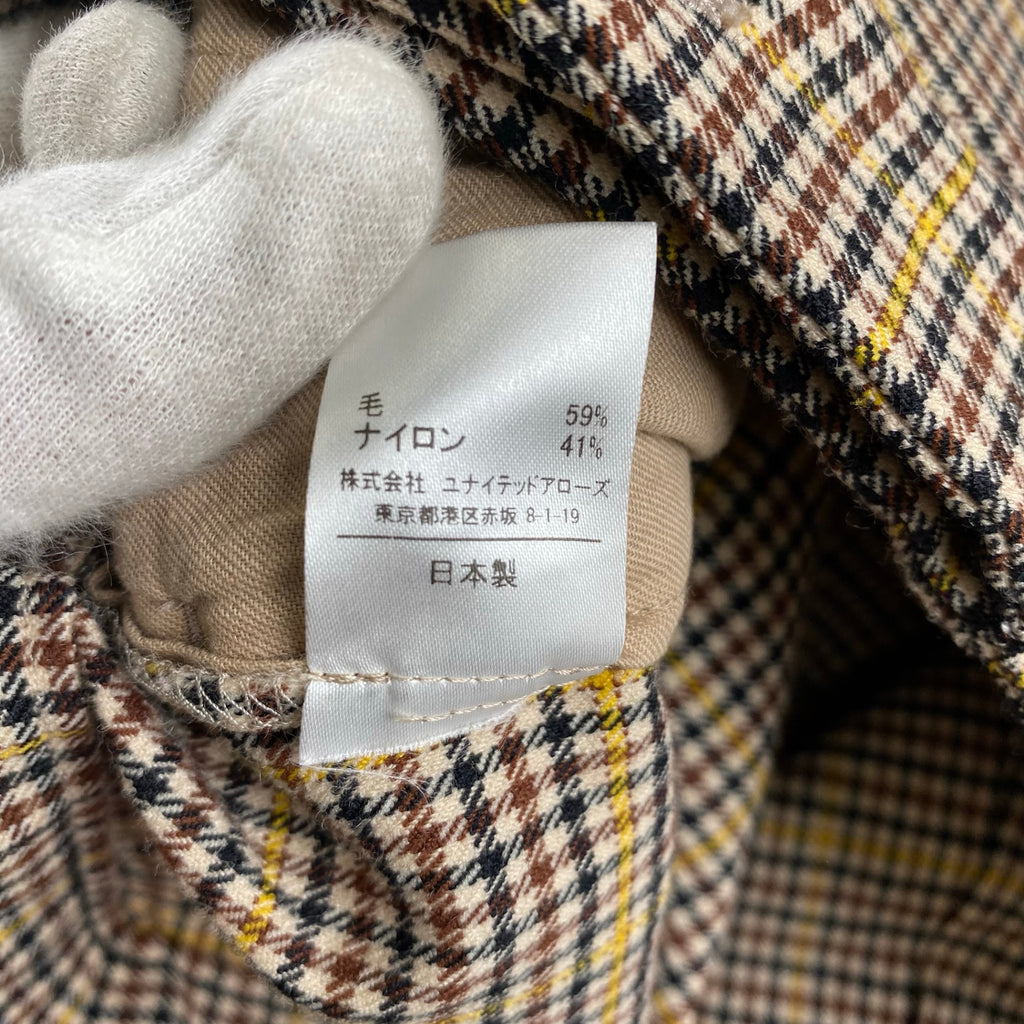 毛 59%
ナイロン 41%
株式会社 ユナイテッドアローズ
東京都港区赤坂 8-1-19
日本製